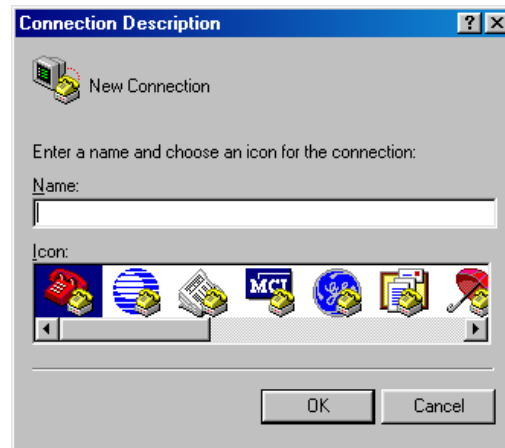 Connection Description
New Connection
Enter a name and choose an icon for the connection:
Name:
Icon:
MCI
OK Cancel